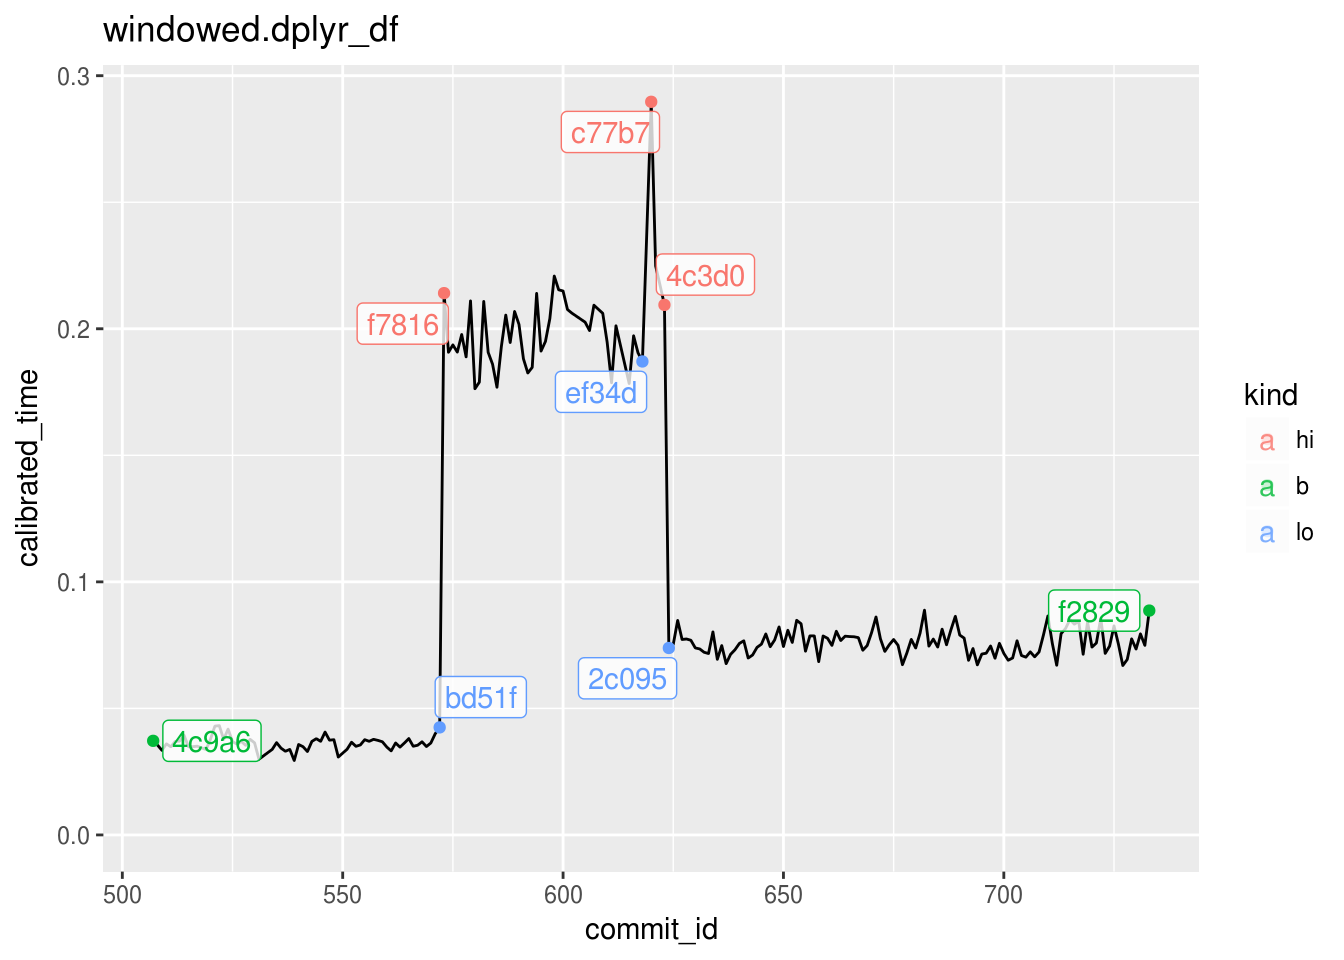 windowed.dplyr_df
0.3
0.2
0.1
0.0
calibrated_time
c77b7
4c3d0
f7816
ef34d
f2829
2c095
bd51f
4c9a6
500 550 600 650 700
commit_id
kind
a hi
a b
a lo